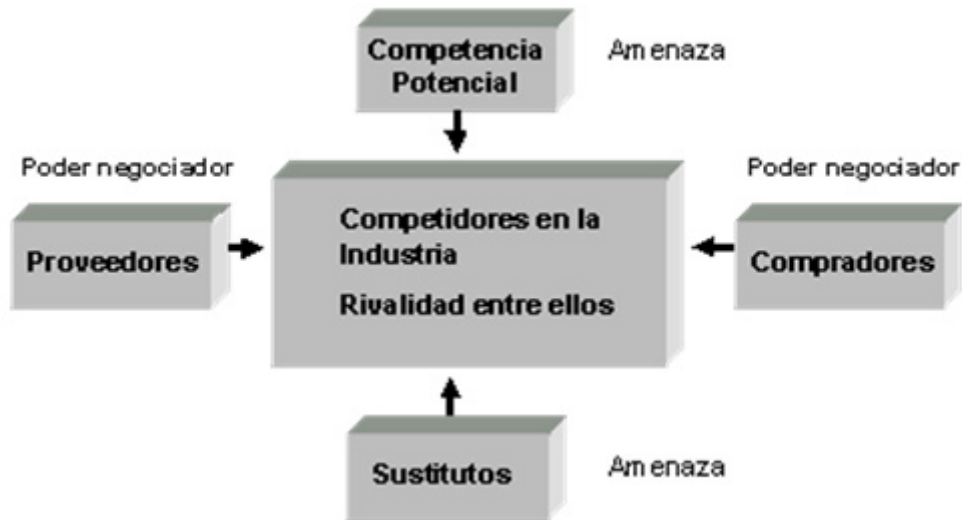 Competencia
Potencial
Amenaza
Poder negociador
Poder negociador
Proveedores
Competidores en la
Industria
Rivalidad entre ellos
Compradores
Sustitutos
Amenaza